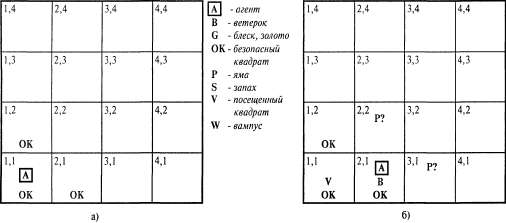 1,4 2,4 3,4 4,4
1,3 2,3 3,3 4,3
1,2 2,2 3,2 4,2
OK
1,1 2,1 3,1 4,1
A
OK OK
а)
A - агент
B - ветерок
G - блеск, золото
OK - безопасный
квадрат
P - яма
S - запах
V - посещенный
квадрат
W - вампус
1,4 2,4 3,4 4,4
1,3 2,3 3,3 4,3
1,2 2,2 3,2 4,2
P?
OK
1,1 2,1 3,1 4,1
A P?
V B
OK OK
б)